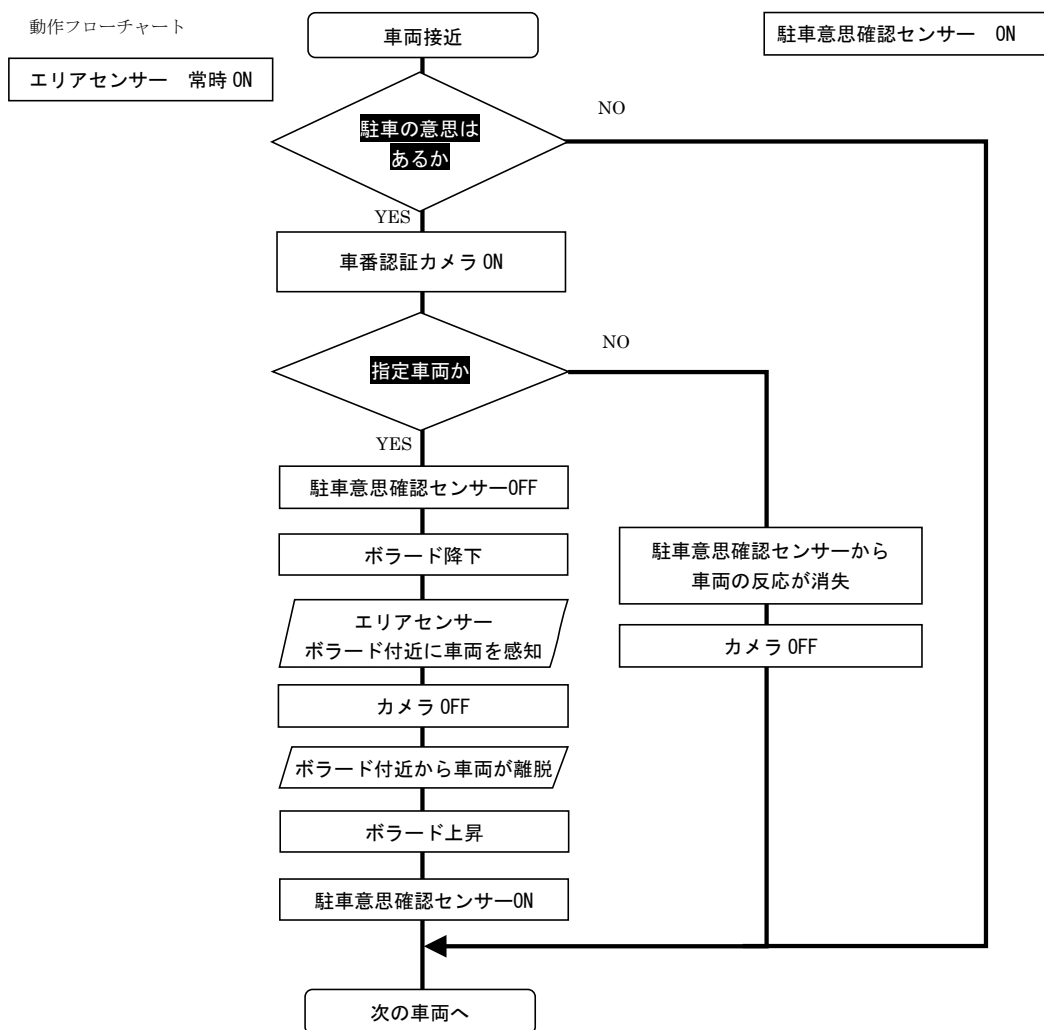 動作フローチャート
車両接近
駐車意思確認センサー ON
エリアセンサー 常時 ON
NO
駐車の意思は
あるか
YES
車番認証カメラ ON
NO
指定車両か
YES
駐車意思確認センサーOFF
ボラード降下
駐車意思確認センサーから
車両の反応が消失
エリアセンサー
ボラード付近に車両を感知
カメラ OFF
カメラ OFF
ボラード付近から車両が離脱
ボラード上昇
駐車意思確認センサーON
次の車両へ